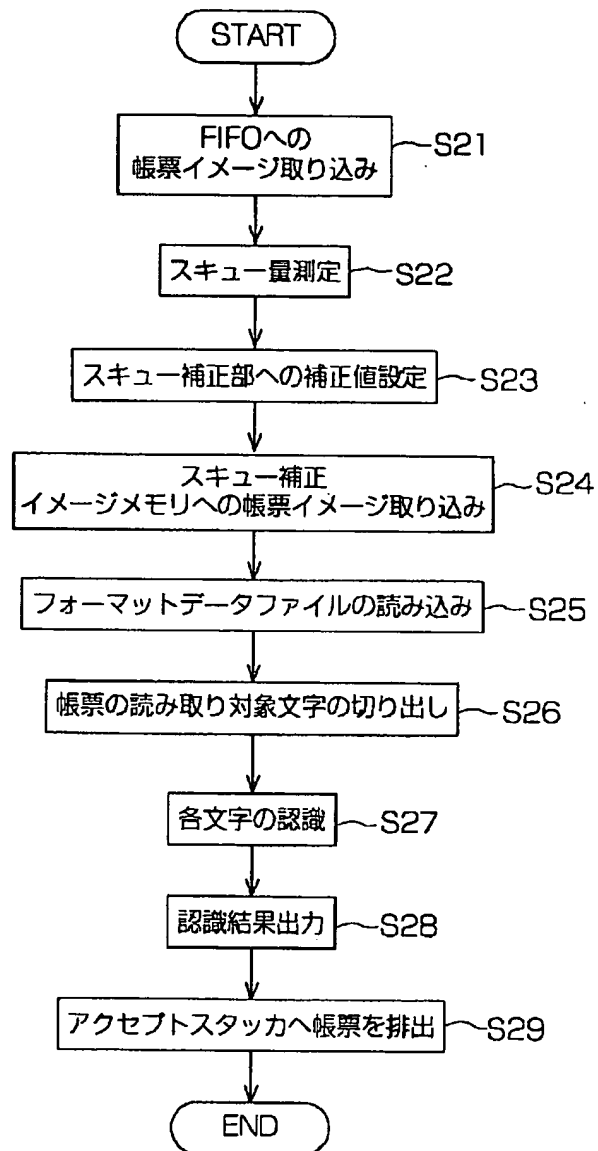 START
FIFOへの
帳票イメージ取り込み
S21
スキュー量測定
S22
スキュー補正部への補正値設定
S23
スキュー補正
イメージメモリへの帳票イメージ取り込み
S24
フォーマットデータファイルの読み込み
S25
帳票の読み取り対象文字の切り出し
S26
各文字の認識
S27
認識結果出力
S28
アクセプトスタッカへ帳票を排出
S29
END